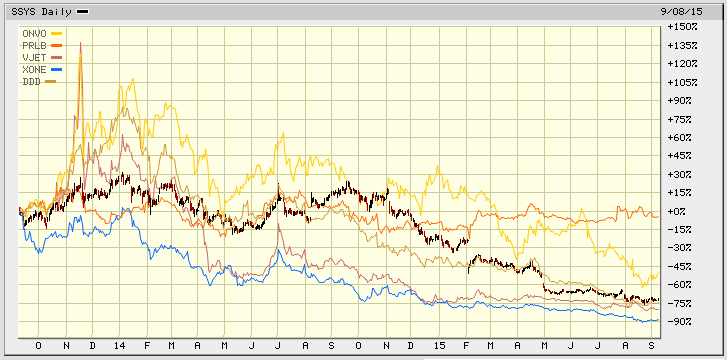 SSYS Daily 9/08/15
ONVO
PRLB
VJET
XONE
DDD
+150%
+135%
+120%
+105%
+90%
+75%
+60%
+45%
+30%
+15%
+0%
-15%
-30%
-45%
-60%
-75%
-90%
O N D 14 F M A M J J A S O N D 15 F M A M J J A S